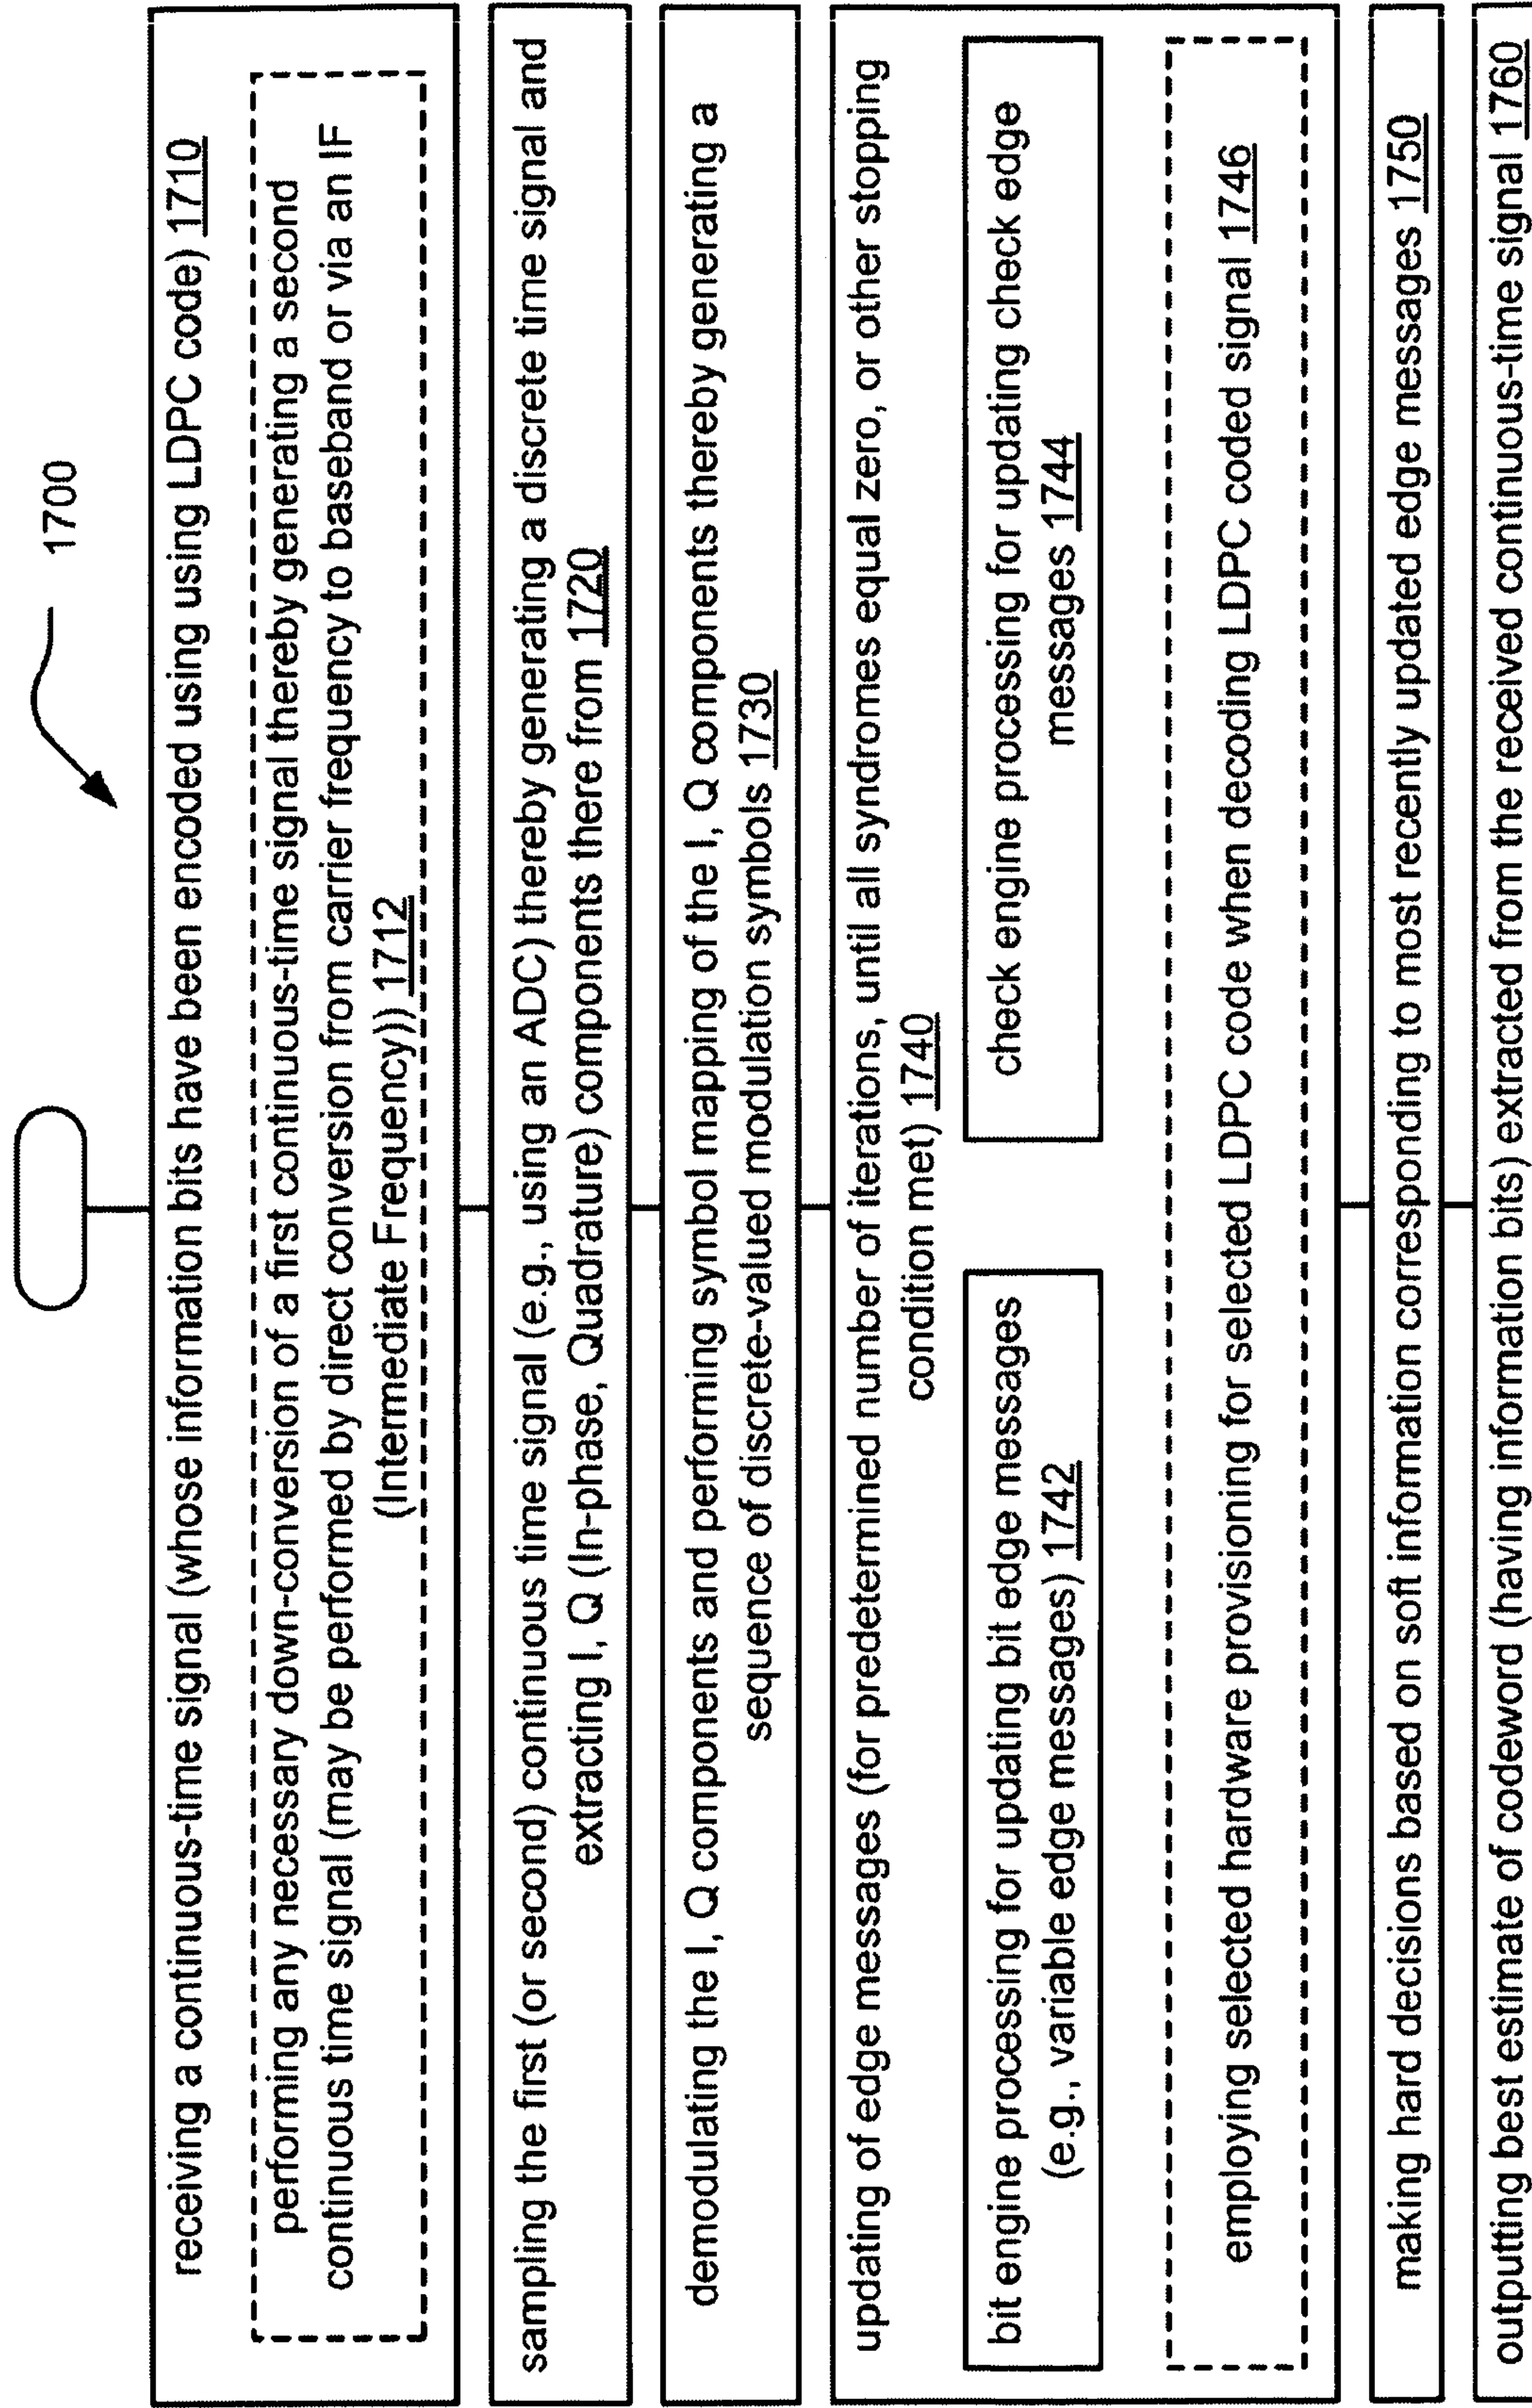 1700
receiving a continuous-time signal (whose information bits have been encoded using using LDPC code) 1710
performing any necessary down-conversion of a first continuous-time signal thereby generating a second
continuous time signal (may be performed by direct conversion from carrier frequency to baseband or via an IF
(Intermediate Frequency)) 1712
sampling the first (or second) continuous time signal (e.g., using an ADC) thereby generating a discrete time signal and
extracting I, Q (In-phase, Quadrature) components there from 1720
demodulating the I, Q components and performing symbol mapping of the I, Q components thereby generating a
sequence of discrete-valued modulation symbols 1730
updating of edge messages (for predetermined number of iterations, until all syndromes equal zero, or other stopping
condition met) 1740
bit engine processing for updating bit edge messages
(e.g., variable edge messages) 1742
check engine processing for updating check edge
messages 1744
employing selected hardware provisioning for selected LDPC code when decoding LDPC coded signal 1746
making hard decisions based on soft information corresponding to most recently updated edge messages 1750
outputting best estimate of codeword (having information bits) extracted from the received continuous-time signal 1760